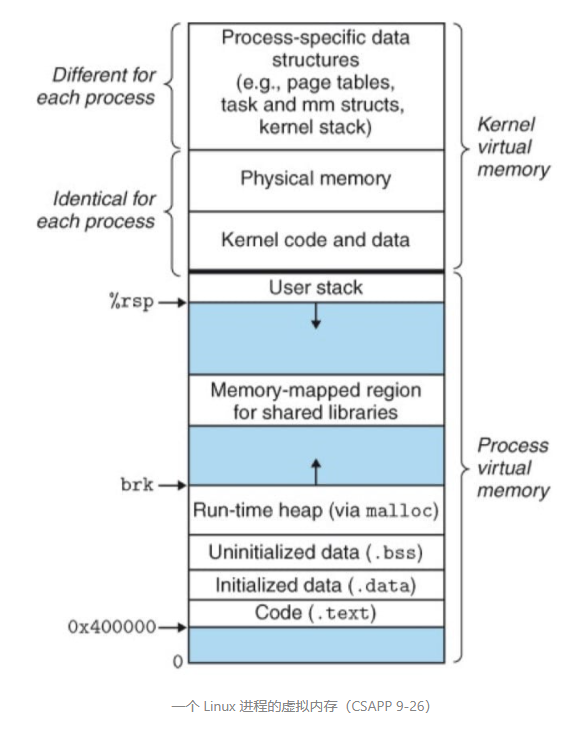 Process-specific data
structures
(e.g., page tables,
task and mm structs,
kernel stack)
Different for
each process
Kernel
virtual
memory
Physical memory
Identical for
each process
Kernel code and data
User stack
%rsp
Memory-mapped region
for shared libraries
Process
virtual
memory
brk
Run-time heap (via malloc)
Uninitialized data (.bss)
Initialized data (.data)
Code (.text)
0x400000
0
一个 Linux 进程的虚拟内存（CSAPP 9-26）